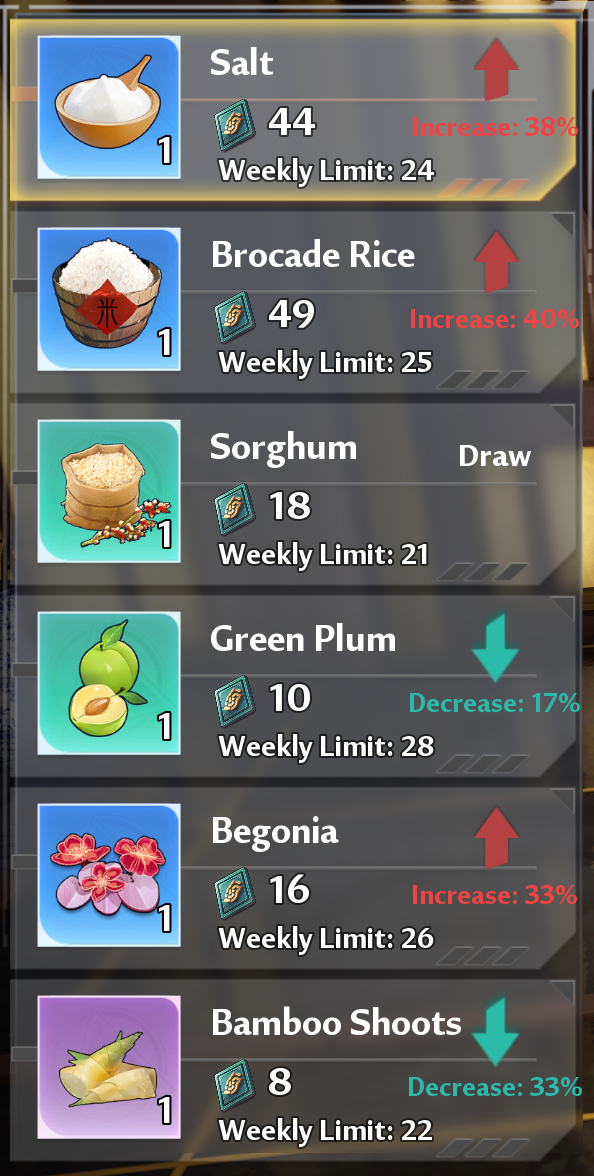 Salt
44
Increase: 38%
1
Weekly Limit: 24
Brocade Rice
49
Increase: 40%
米
1
Weekly Limit: 25
Sorghum
Draw
18
1
Weekly Limit: 21
Green Plum
10
Decrease: 17%
1
Weekly Limit: 28
Begonia
16
Increase: 33%
1
Weekly Limit: 26
Bamboo Shoots
8
Decrease: 33%
1
Weekly Limit: 22